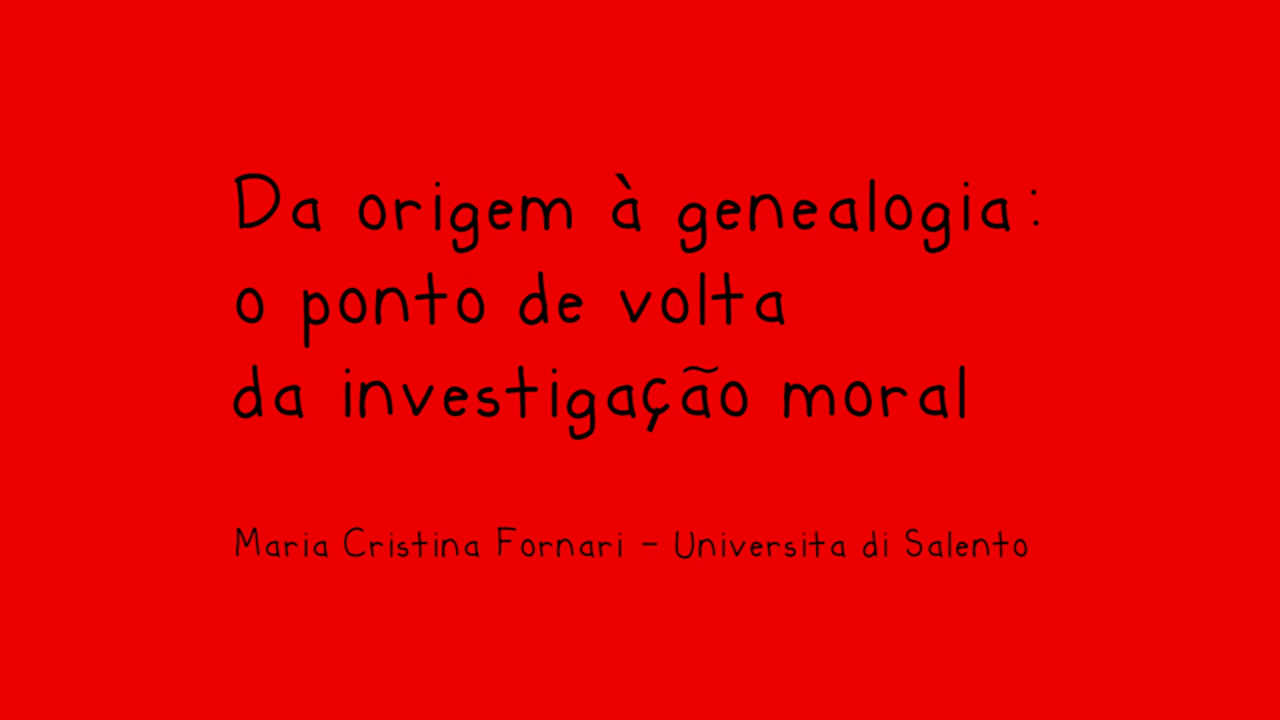 Da origem à genealogia:
o ponto de volta
da investigação moral
Maria Cristina Fornari - Universita di Salento